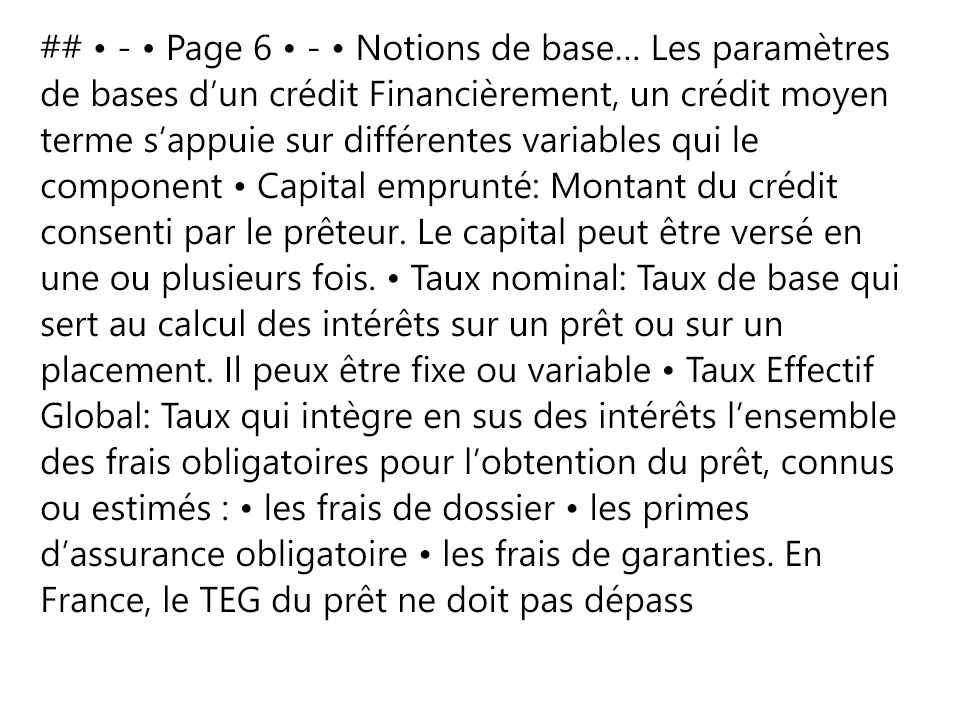 ## • - • Page 6 • - • Notions de base… Les paramètres
de bases d’un crédit Financièrement, un crédit moyen
terme s’appuie sur différentes variables qui le
component • Capital emprunté: Montant du crédit
consenti par le prêteur. Le capital peut être versé en
une ou plusieurs fois. • Taux nominal: Taux de base qui
sert au calcul des intérêts sur un prêt ou sur un
placement. Il peux être fixe ou variable • Taux Effectif
Global: Taux qui intègre en sus des intérêts l’ensemble
des frais obligatoires pour l’obtention du prêt, connus
ou estimés : • les frais de dossier • les primes
d’assurance obligatoire • les frais de garanties. En
France, le TEG du prêt ne doit pas dépass